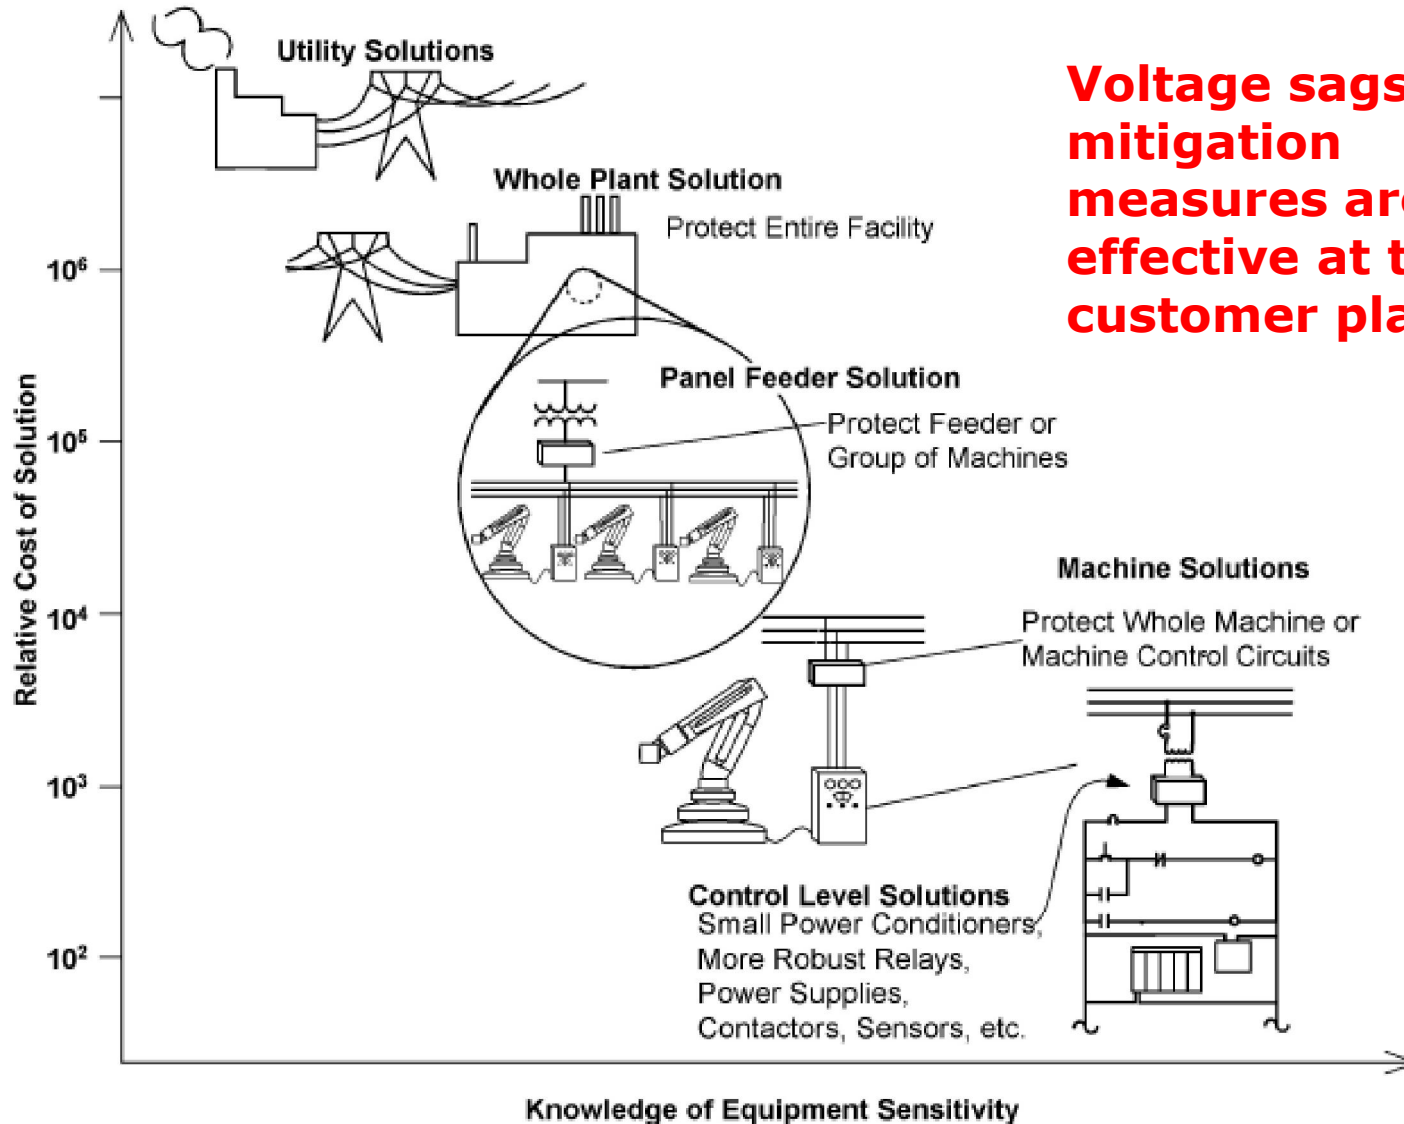 Utility Solutions
Voltage sags
mitigation
measures are
effective at t
customer pla
Whole Plant Solution
Protect Entire Facility
Panel Feeder Solution
Protect Feeder or
Group of Machines
Machine Solutions
Protect Whole Machine or
Machine Control Circuits
Control Level Solutions
Small Power Conditioners,
More Robust Relays,
Power Supplies,
Contactors, Sensors, etc.
Relative Cost of Solution
10⁶
10⁵
10⁴
10³
10²
Knowledge of Equipment Sensitivity